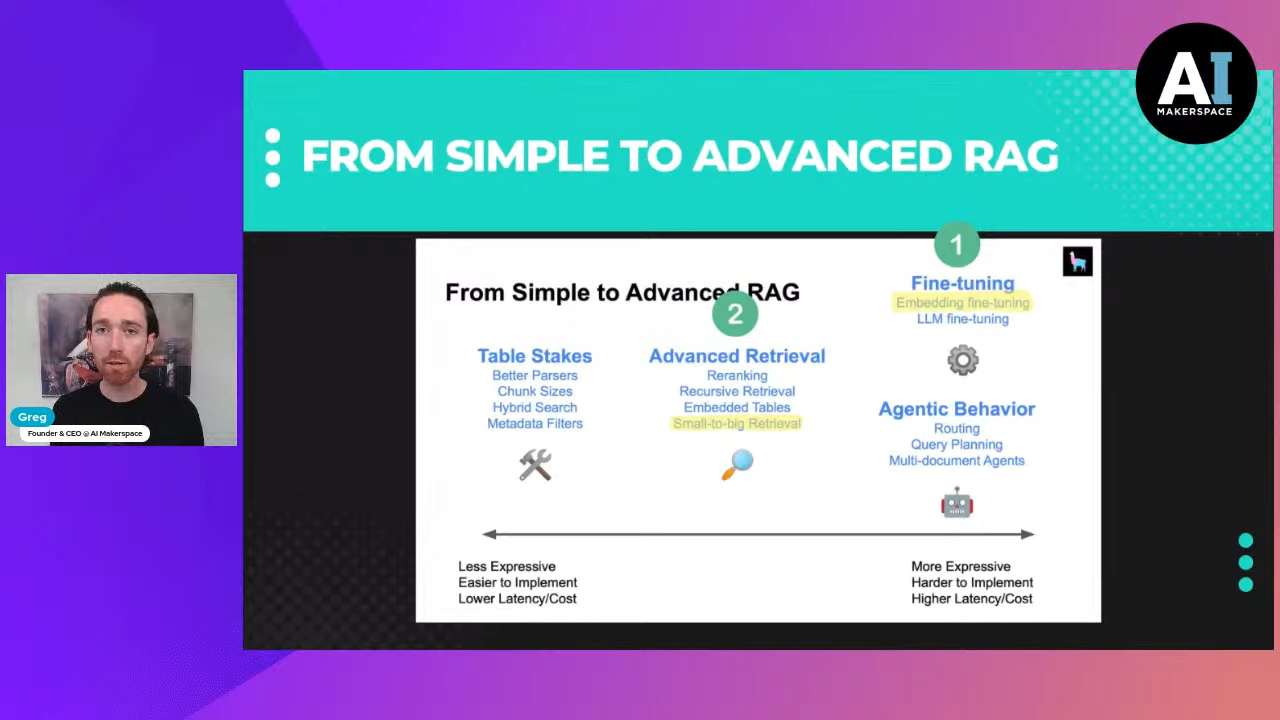 AI
MAKERSPACE
FROM SIMPLE TO ADVANCED RAG
From Simple to Advanced RAG
1
2
Table Stakes
Better Parsers
Chunk Sizes
Hybrid Search
Metadata Filters
Advanced Retrieval
Reranking
Recursive Retrieval
Embedded Tables
Small-to-big Retrieval
Fine-tuning
Embedding fine-tuning
LLM fine-tuning
Agentic Behavior
Routing
Query Planning
Multi-document Agents
Less Expressive
Easier to Implement
Lower Latency/Cost
More Expressive
Harder to Implement
Higher Latency/Cost
Greg
Founder & CEO @ AI Makerspace